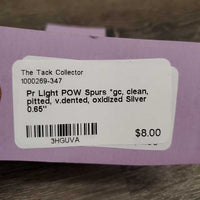 The Tack Collector
1000269-347
Pr Light POW Spurs *gc, clean,
pitted, v.dented, oxidized Silver
0.65"
$8.00
3HGUVA